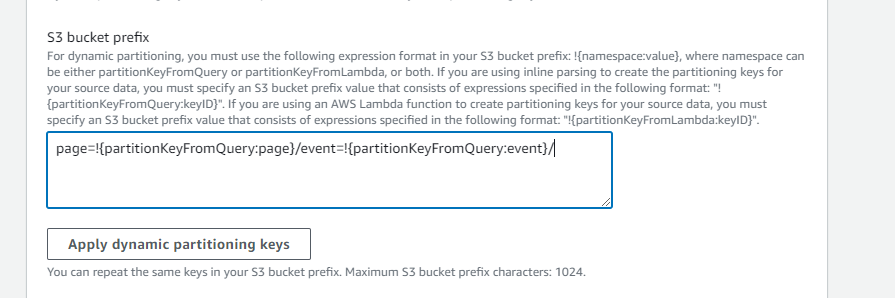 S3 bucket prefix
For dynamic partitioning, you must use the following expression format in your S3 bucket prefix: !{namespace:value}, where namespace can
be either partitionKeyFromQuery or partitionKeyFromLambda, or both. If you are using inline parsing to create the partitioning keys for
your source data, you must specify an S3 bucket prefix value that consists of expressions specified in the following format: "!
{partitionKeyFromQuery:keyID}". If you are using an AWS Lambda function to create partitioning keys for your source data, you must
specify an S3 bucket prefix value that consists of expressions specified in the following format: "!{partitionKeyFromLambda:keyID}".
page=!{partitionKeyFromQuery:page}/event=!{partitionKeyFromQuery:event}/
Apply dynamic partitioning keys
You can repeat the same keys in your S3 bucket prefix. Maximum S3 bucket prefix characters: 1024.